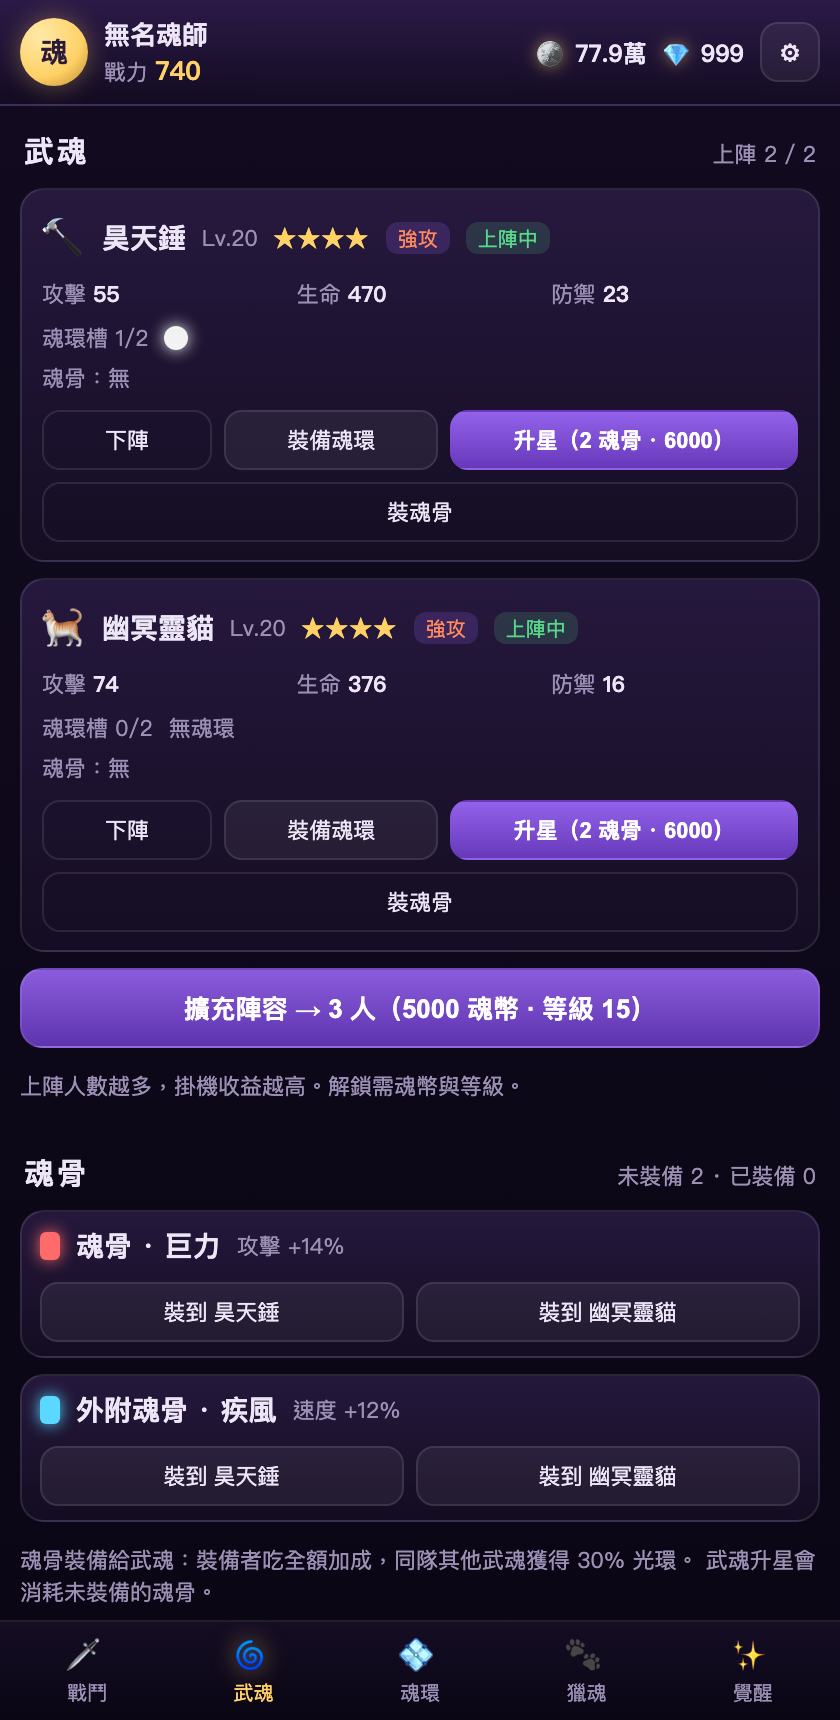 魂
無名魂師
戰力 740
77.9萬 999
武魂
上陣 2 / 2
昊天錘 Lv.20 ★★★★ 強攻 上陣中
攻擊 55 生命 470 防禦 23
魂環槽 1/2
魂骨：無
下陣 裝備魂環 升星（2 魂骨 · 6000）
裝魂骨
幽冥靈貓 Lv.20 ★★★★ 強攻 上陣中
攻擊 74 生命 376 防禦 16
魂環槽 0/2 無魂環
魂骨：無
下陣 裝備魂環 升星（2 魂骨 · 6000）
裝魂骨
擴充陣容 → 3 人（5000 魂幣 · 等級 15）
上陣人數越多，掛機收益越高。解鎖需魂幣與等級。
魂骨
未裝備 2 · 已裝備 0
魂骨 · 巨力 攻擊 +14%
裝到 昊天錘 裝到 幽冥靈貓
外附魂骨 · 疾風 速度 +12%
裝到 昊天錘 裝到 幽冥靈貓
魂骨裝備給武魂：裝備者吃全額加成，同隊其他武魂獲得 30% 光環。 武魂升星會
消耗未裝備的魂骨。
戰鬥 武魂 魂環 獵魂 覺醒